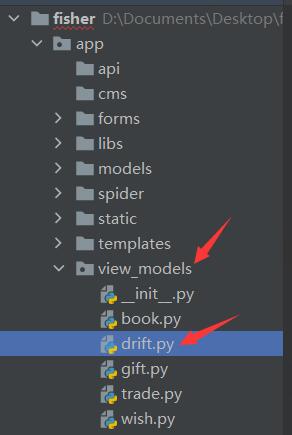 fisher D:\Documents\Desktop\f
app
api
cms
forms
libs
models
spider
static
templates
view_models
__init__.py
book.py
drift.py
gift.py
trade.py
wish.py